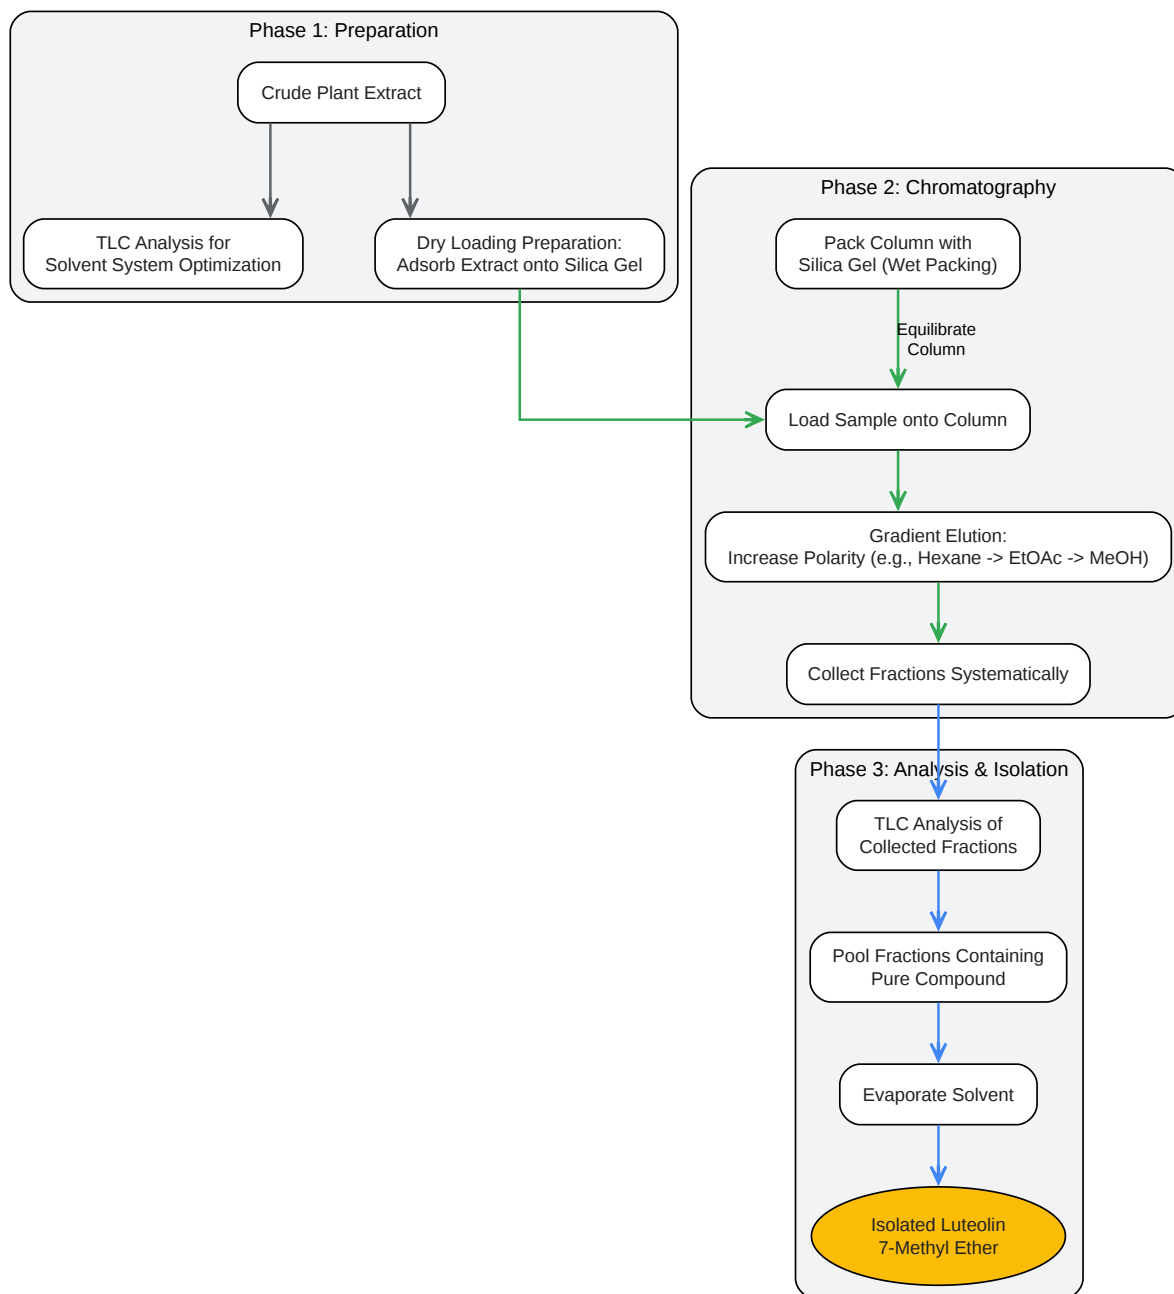 Phase 1: Preparation
Crude Plant Extract
TLC Analysis for
Solvent System Optimization
Dry Loading Preparation:
Adsorb Extract onto Silica Gel
Phase 2: Chromatography
Pack Column with
Silica Gel (Wet Packing)
Equilibrate
Column
Load Sample onto Column
Gradient Elution:
Increase Polarity (e.g., Hexane -> EtOAc -> MeOH)
Collect Fractions Systematically
Phase 3: Analysis & Isolation
TLC Analysis of
Collected Fractions
Pool Fractions Containing
Pure Compound
Evaporate Solvent
Isolated Luteolin
7-Methyl Ether